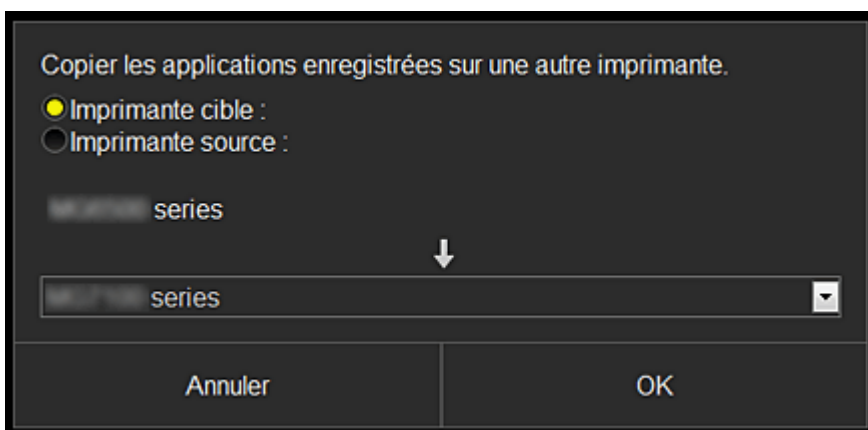 Copier les applications enregistrées sur une autre imprimante.
Imprimante cible :
Imprimante source :
series
series
Annuler
OK